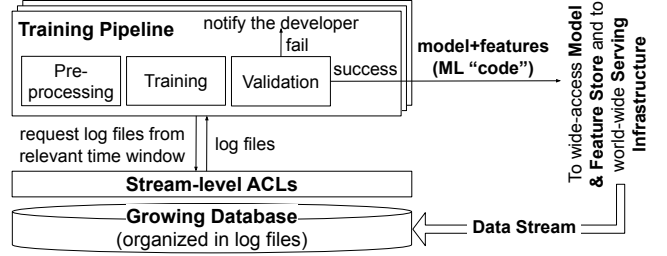 Training Pipeline
notify the developer
fail
Pre-
processing
Training
Validation
success
model+features
(ML “code”)
To wide-access Model
& Feature Store and to
world-wide Serving
Infrastructure
request log files from
relevant time window
log files
Stream-level ACLs
Growing Database
(organized in log files)
Data Stream